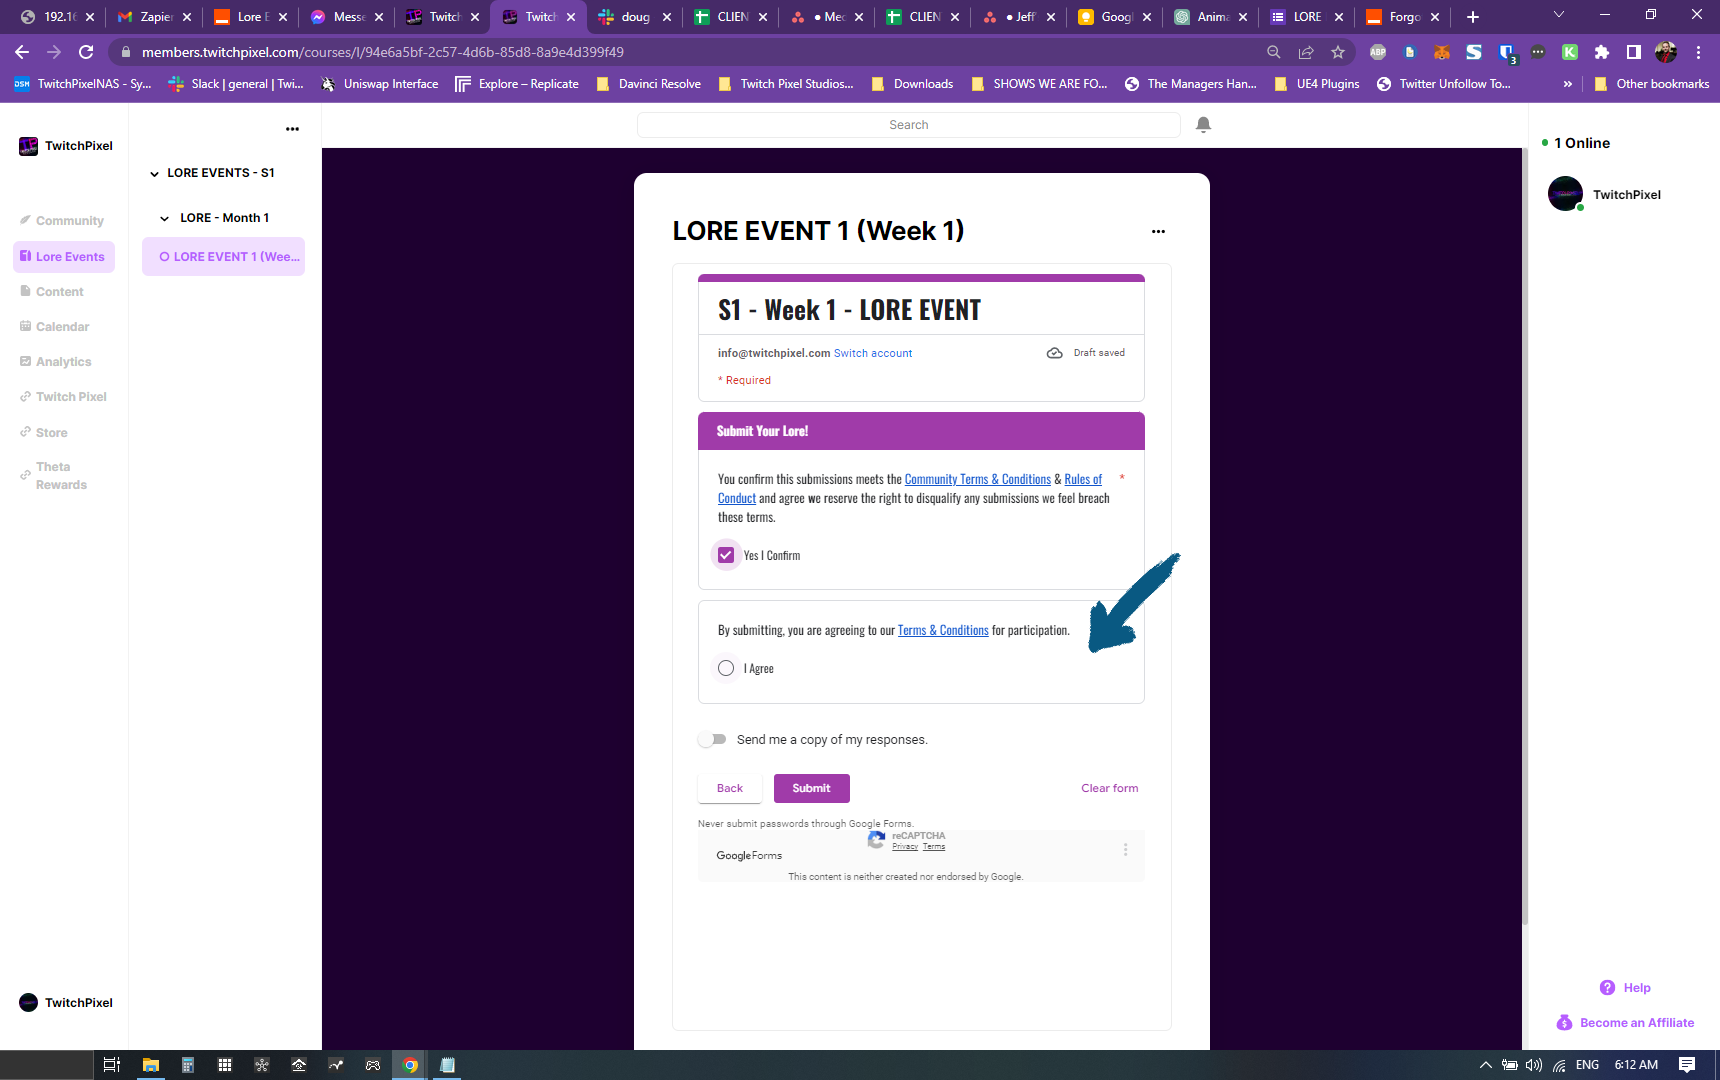 192.16
Zapier
Lore E
Messe
Twitch
Twitch
doug
CLIEN
Mec
CLIEN
Jeff
Googl
Anima
LORE
Forgo
members.twitchpixel.com/courses/l/94e6a5bf-2c57-4d6b-85d8-8a9e4d399f49
ABP
3
DSM
TwitchPixelNAS - Sy...
Slack | general | Twi...
Uniswap Interface
Explore – Replicate
Davinci Resolve
Twitch Pixel Studios...
Downloads
SHOWS WE ARE FO...
The Managers Han...
UE4 Plugins
Twitter Unfollow To...
»
Other bookmarks
Search
TwitchPixel
Community
Lore Events
Content
Calendar
Analytics
Twitch Pixel
Store
Theta
Rewards
TwitchPixel
LORE EVENTS - S1
LORE - Month 1
LORE EVENT 1 (Wee...
LORE EVENT 1 (Week 1)
S1 - Week 1 - LORE EVENT
info@twitchpixel.com Switch account
Draft saved
* Required
Submit Your Lore!
You confirm this submissions meets the Community Terms & Conditions & Rules of *
Conduct and agree we reserve the right to disqualify any submissions we feel breach
these terms.
Yes I Confirm
By submitting, you are agreeing to our Terms & Conditions for participation.
I Agree
Send me a copy of my responses.
Back
Submit
Clear form
Never submit passwords through Google Forms.
reCAPTCHA
Privacy Terms
Google Forms
This content is neither created nor endorsed by Google.
1 Online
TwitchPixel
Help
Become an Affiliate
ENG
6:12 AM